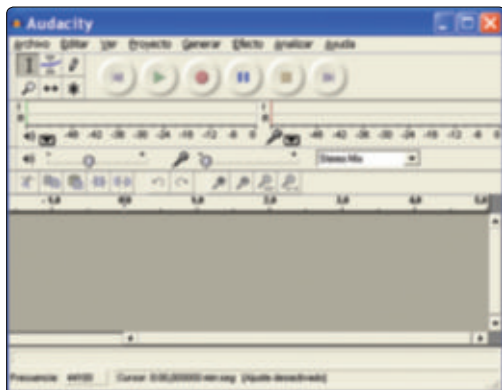 Audacity
Archivo Editar Ver Proyecto Generar Efecto Analizar Ayuda
-48 -42 -36 -30 -24 -18 -12 -6 0 -48 -42 -36 -30 -24 -18 -12 -6 0
Stereo Mix
-1,0 0,0 1,0 2,0 3,0 4,0 5,0
Frecuencia: 44100 Cursor: 0:00,000000 min:seg [Ajuste desactivado]